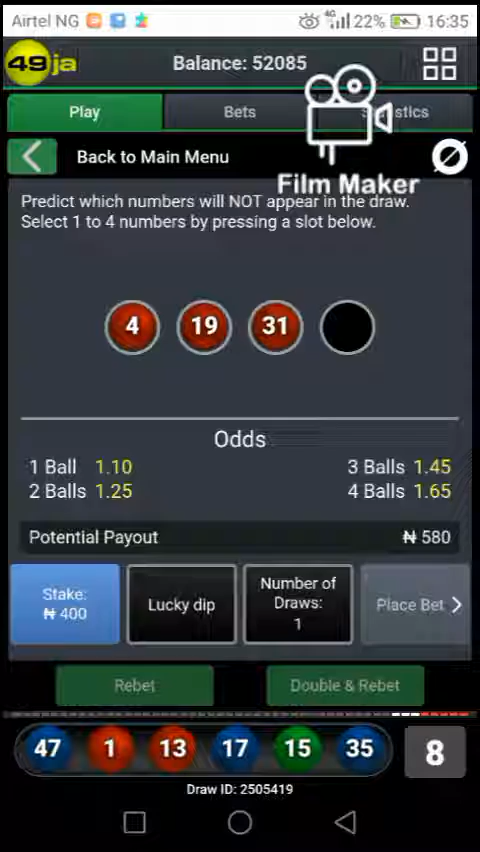 Airtel NG 4G 22% 16:35
49ja Balance: 52085
Play Bets
Back to Main Menu
Film Maker
Predict which numbers will NOT appear in the draw.
Select 1 to 4 numbers by pressing a slot below.
4 19 31
Odds
1 Ball 1.10 3 Balls 1.45
2 Balls 1.25 4 Balls 1.65
Potential Payout ₦ 580
Stake:
₦ 400
Lucky dip
Number of
Draws:
1
Place Bet
Rebet Double & Rebet
47 1 13 17 15 35 8
Draw ID: 2505419